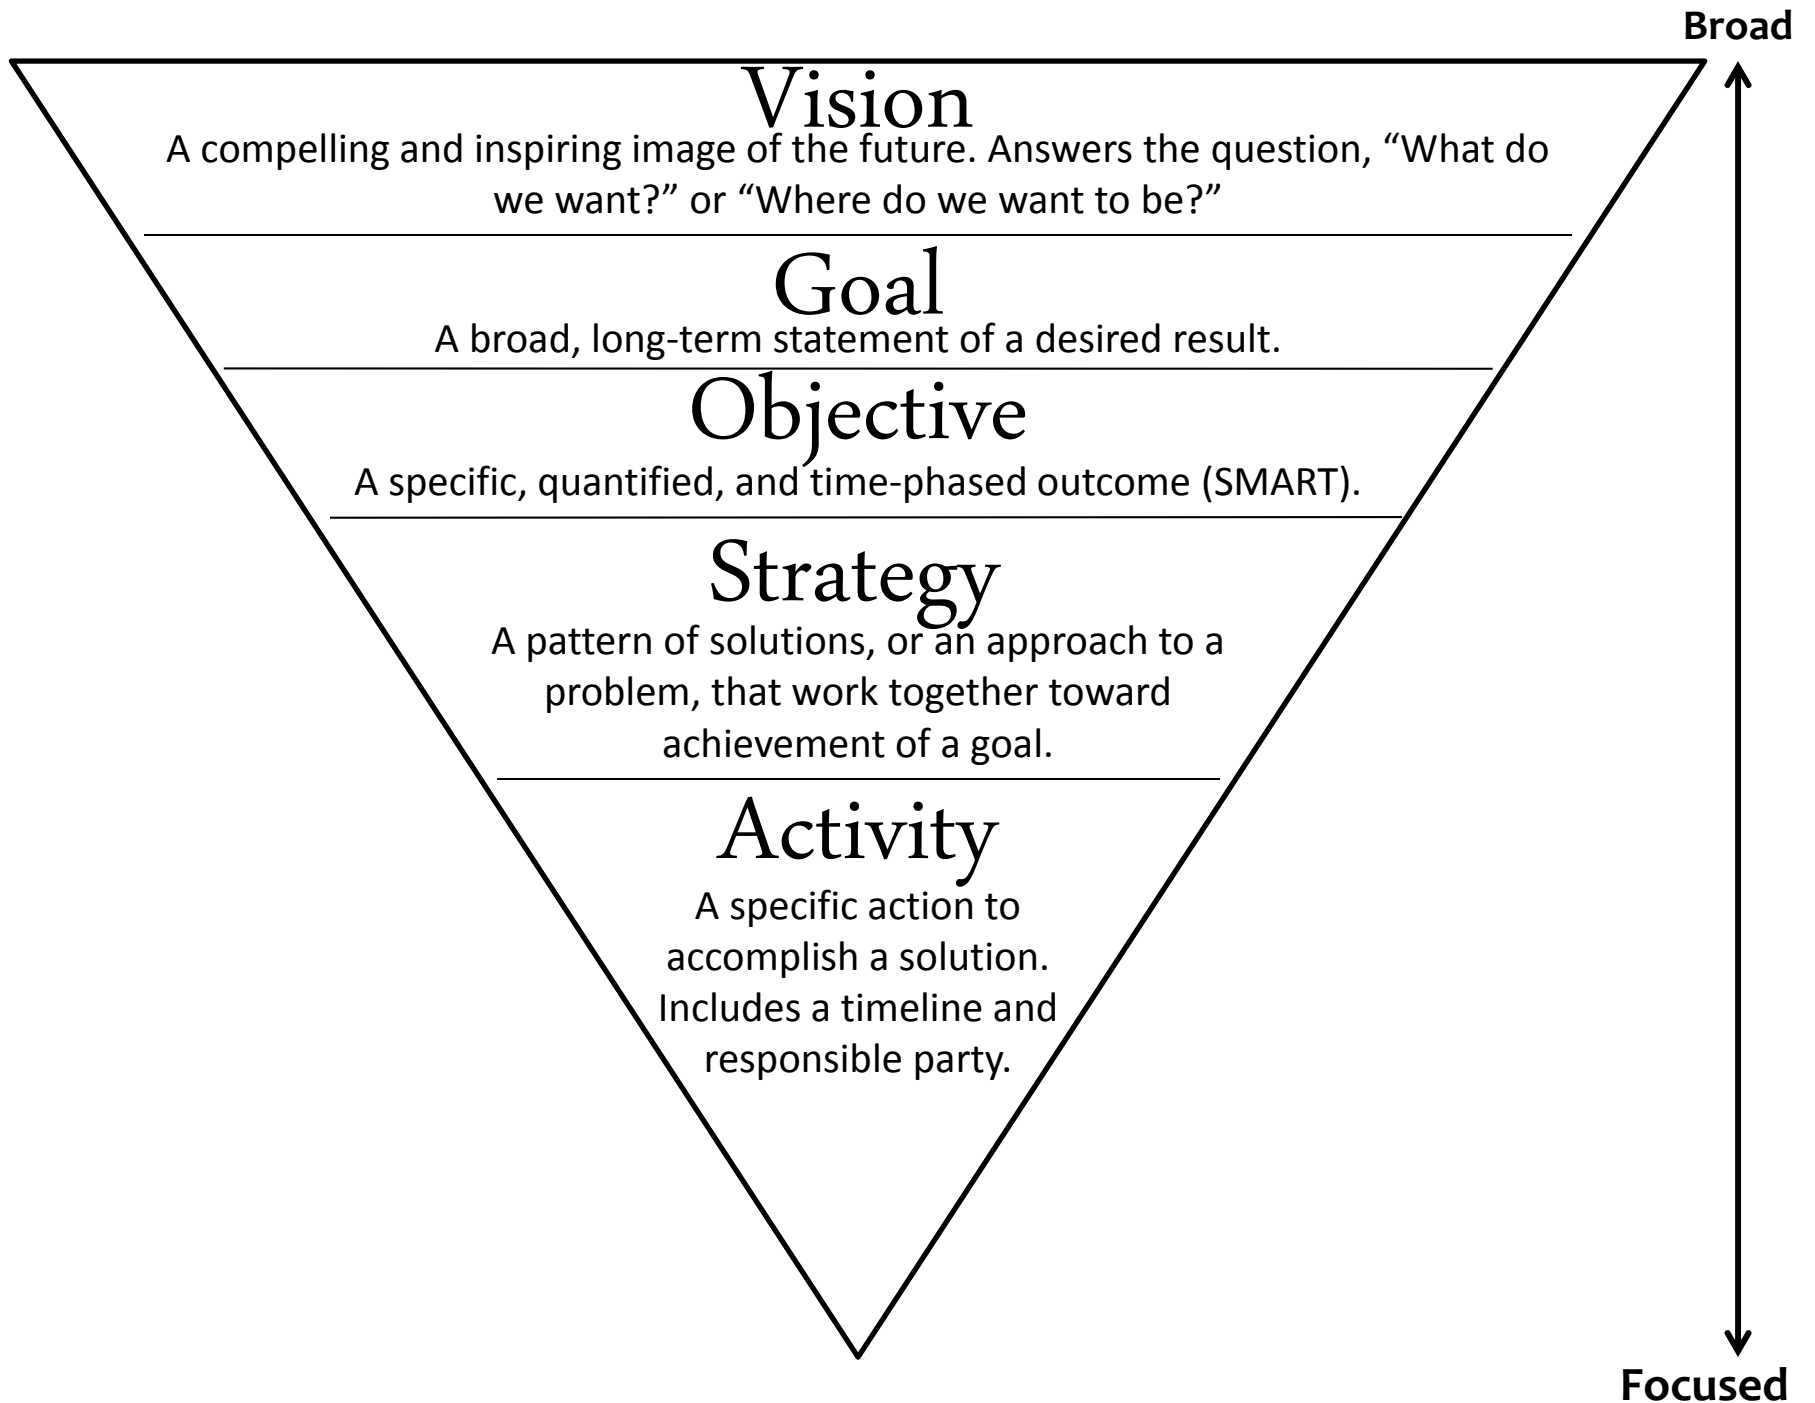 Broad
Vision
A compelling and inspiring image of the future. Answers the question, “What do
we want?” or “Where do we want to be?”
Goal
A broad, long-term statement of a desired result.
Objective
A specific, quantified, and time-phased outcome (SMART).
Strategy
A pattern of solutions, or an approach to a
problem, that work together toward
achievement of a goal.
Activity
A specific action to
accomplish a solution.
Includes a timeline and
responsible party.
Focused